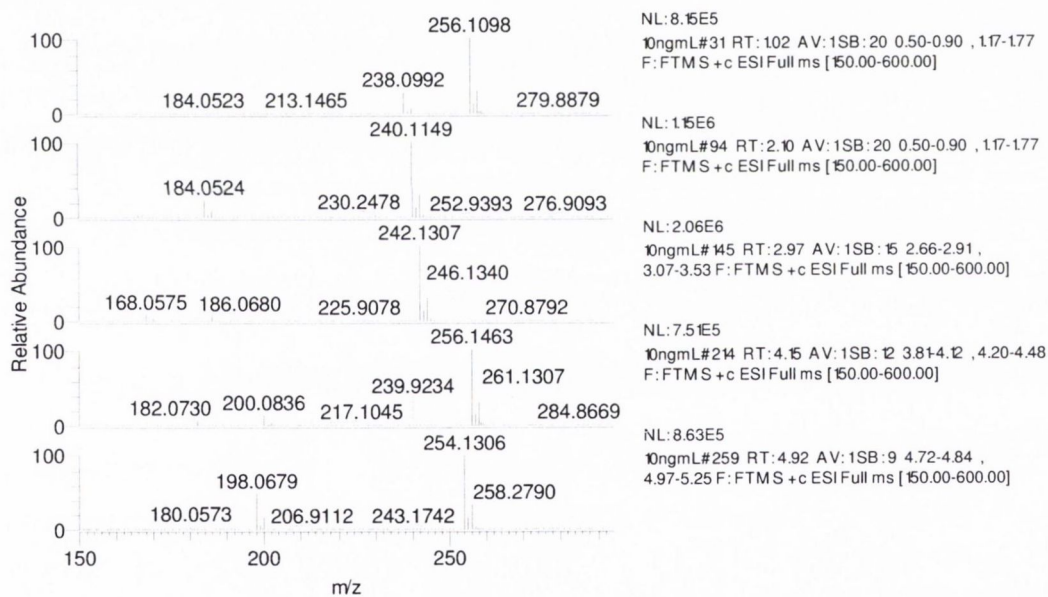 256.1098
100
238.0992
184.0523 213.1465 279.8879
0
NL: 8.15E5
10ngmL#31 RT: 1.02 AV: 1 SB: 20 0.50-0.90 , 1.17-1.77
F: FTMS + c ESI Full ms [150.00-600.00]
240.1149
100
184.0524
230.2478 252.9393 276.9093
0
NL: 1.15E6
10ngmL#94 RT: 2.10 AV: 1 SB: 20 0.50-0.90 , 1.17-1.77
F: FTMS + c ESI Full ms [150.00-600.00]
242.1307
100
246.1340
168.0575 186.0680 225.9078 270.8792
0
NL: 2.06E6
10ngmL#145 RT: 2.97 AV: 1 SB: 15 2.66-2.91 ,
3.07-3.53 F: FTMS + c ESI Full ms [150.00-600.00]
256.1463
100
239.9234 261.1307
182.0730 200.0836 217.1045 284.8669
0
NL: 7.51E5
10ngmL#214 RT: 4.15 AV: 1 SB: 12 3.81-4.12 , 4.20-4.48
F: FTMS + c ESI Full ms [150.00-600.00]
254.1306
100
198.0679
258.2790
180.0573 206.9112 243.1742
0
NL: 8.63E5
10ngmL#259 RT: 4.92 AV: 1 SB: 9 4.72-4.84 ,
4.97-5.25 F: FTMS + c ESI Full ms [150.00-600.00]
150 200 250
m/z
Relative Abundance